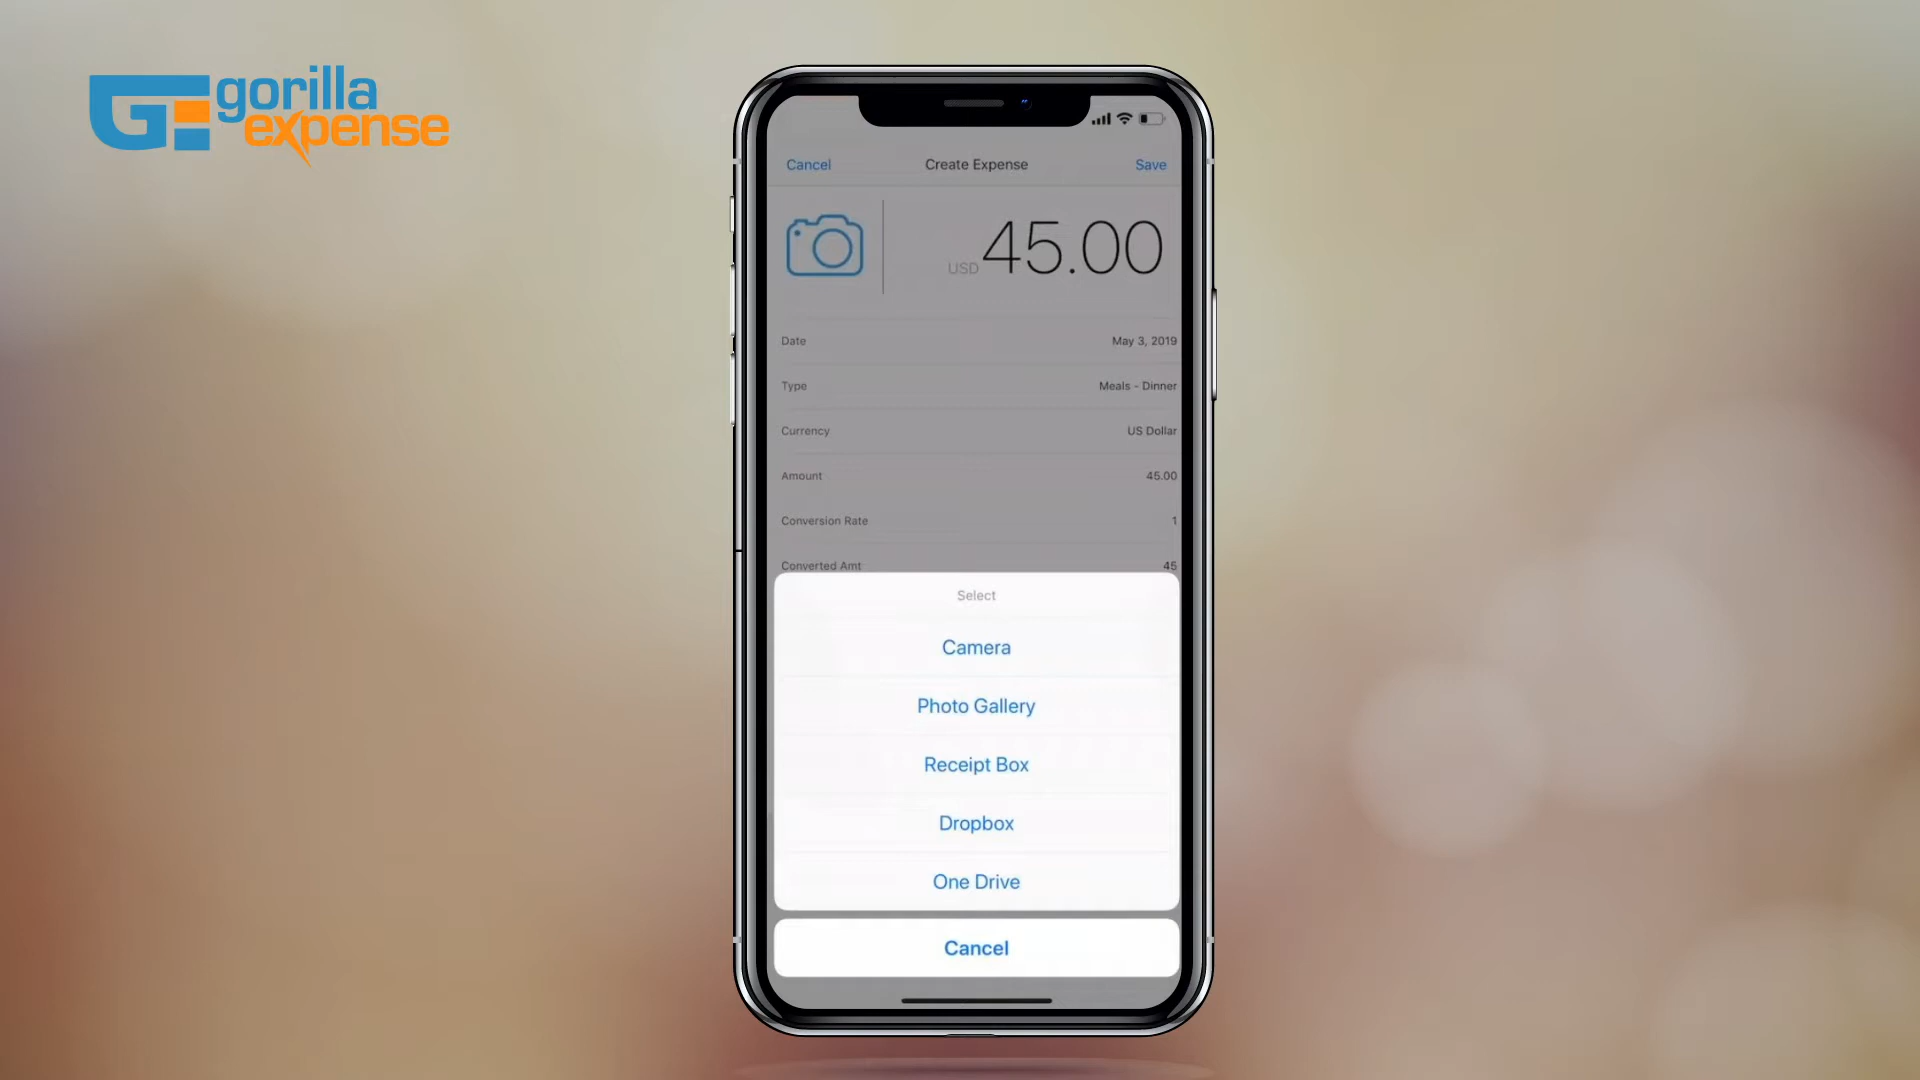 gorilla
expense
Cancel Create Expense Save
USD 45.00
Date May 3, 2019
Type Meals - Dinner
Currency US Dollar
Amount 45.00
Conversion Rate 1
Converted Amt 45
Select
Camera
Photo Gallery
Receipt Box
Dropbox
One Drive
Cancel